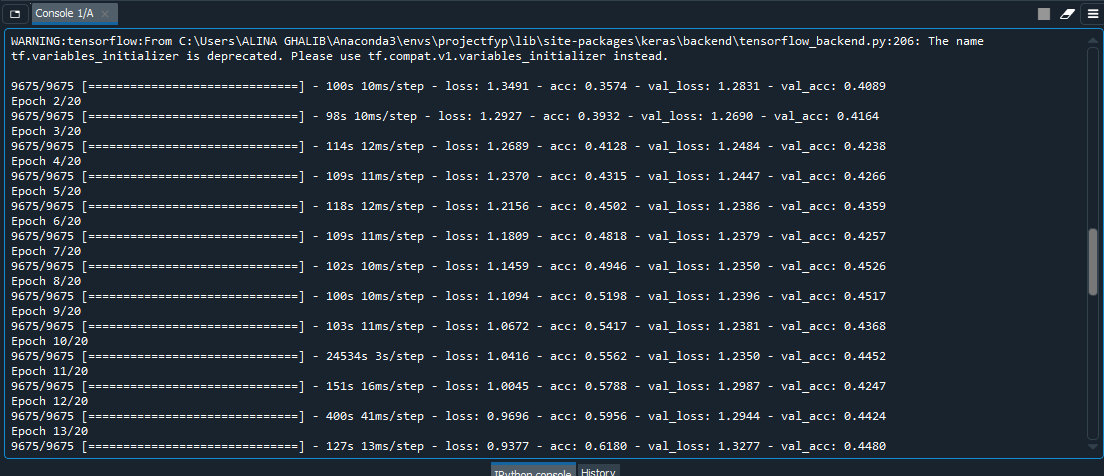 Console 1/A
WARNING:tensorflow:From C:\Users\ALINA GHALIB\Anaconda3\envs\projectfyp\lib\site-packages\keras\backend\tensorflow_backend.py:206: The name
tf.variables_initializer is deprecated. Please use tf.compat.v1.variables_initializer instead.
9675/9675 [==============================] - 100s 10ms/step - loss: 1.3491 - acc: 0.3574 - val_loss: 1.2831 - val_acc: 0.4089
Epoch 2/20
9675/9675 [==============================] - 98s 10ms/step - loss: 1.2927 - acc: 0.3932 - val_loss: 1.2690 - val_acc: 0.4164
Epoch 3/20
9675/9675 [==============================] - 114s 12ms/step - loss: 1.2689 - acc: 0.4128 - val_loss: 1.2484 - val_acc: 0.4238
Epoch 4/20
9675/9675 [==============================] - 109s 11ms/step - loss: 1.2370 - acc: 0.4315 - val_loss: 1.2447 - val_acc: 0.4266
Epoch 5/20
9675/9675 [==============================] - 118s 12ms/step - loss: 1.2156 - acc: 0.4502 - val_loss: 1.2386 - val_acc: 0.4359
Epoch 6/20
9675/9675 [==============================] - 109s 11ms/step - loss: 1.1809 - acc: 0.4818 - val_loss: 1.2379 - val_acc: 0.4257
Epoch 7/20
9675/9675 [==============================] - 102s 10ms/step - loss: 1.1459 - acc: 0.4946 - val_loss: 1.2350 - val_acc: 0.4526
Epoch 8/20
9675/9675 [==============================] - 100s 10ms/step - loss: 1.1094 - acc: 0.5198 - val_loss: 1.2396 - val_acc: 0.4517
Epoch 9/20
9675/9675 [==============================] - 103s 11ms/step - loss: 1.0672 - acc: 0.5417 - val_loss: 1.2381 - val_acc: 0.4368
Epoch 10/20
9675/9675 [==============================] - 24534s 3s/step - loss: 1.0416 - acc: 0.5562 - val_loss: 1.2350 - val_acc: 0.4452
Epoch 11/20
9675/9675 [==============================] - 151s 16ms/step - loss: 1.0045 - acc: 0.5788 - val_loss: 1.2987 - val_acc: 0.4247
Epoch 12/20
9675/9675 [==============================] - 400s 41ms/step - loss: 0.9696 - acc: 0.5956 - val_loss: 1.2944 - val_acc: 0.4424
Epoch 13/20
9675/9675 [==============================] - 127s 13ms/step - loss: 0.9377 - acc: 0.6180 - val_loss: 1.3277 - val_acc: 0.4480
IPython console History